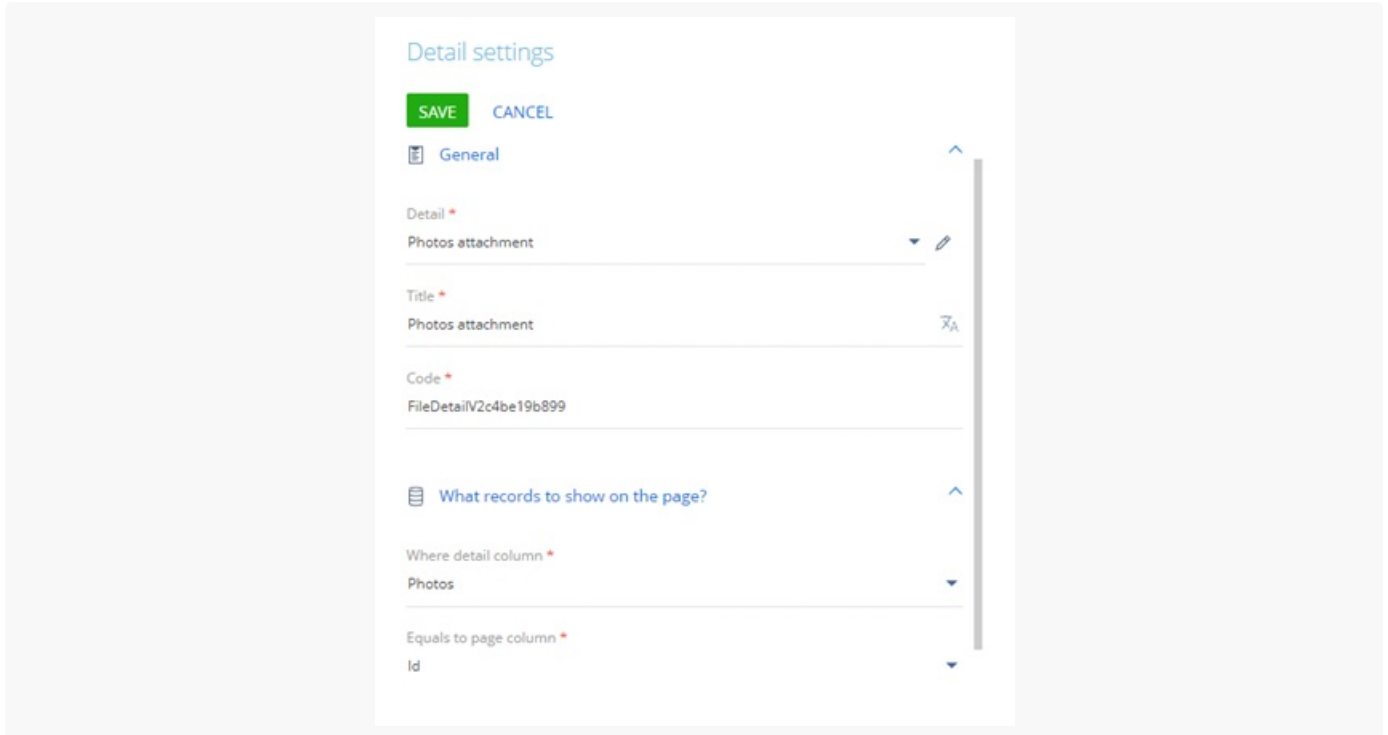 Detail settings
SAVE CANCEL
General
Detail *
Photos attachment
Title *
Photos attachment
Code *
FileDetailV2c4be19b899
What records to show on the page?
Where detail column *
Photos
Equals to page column *
Id